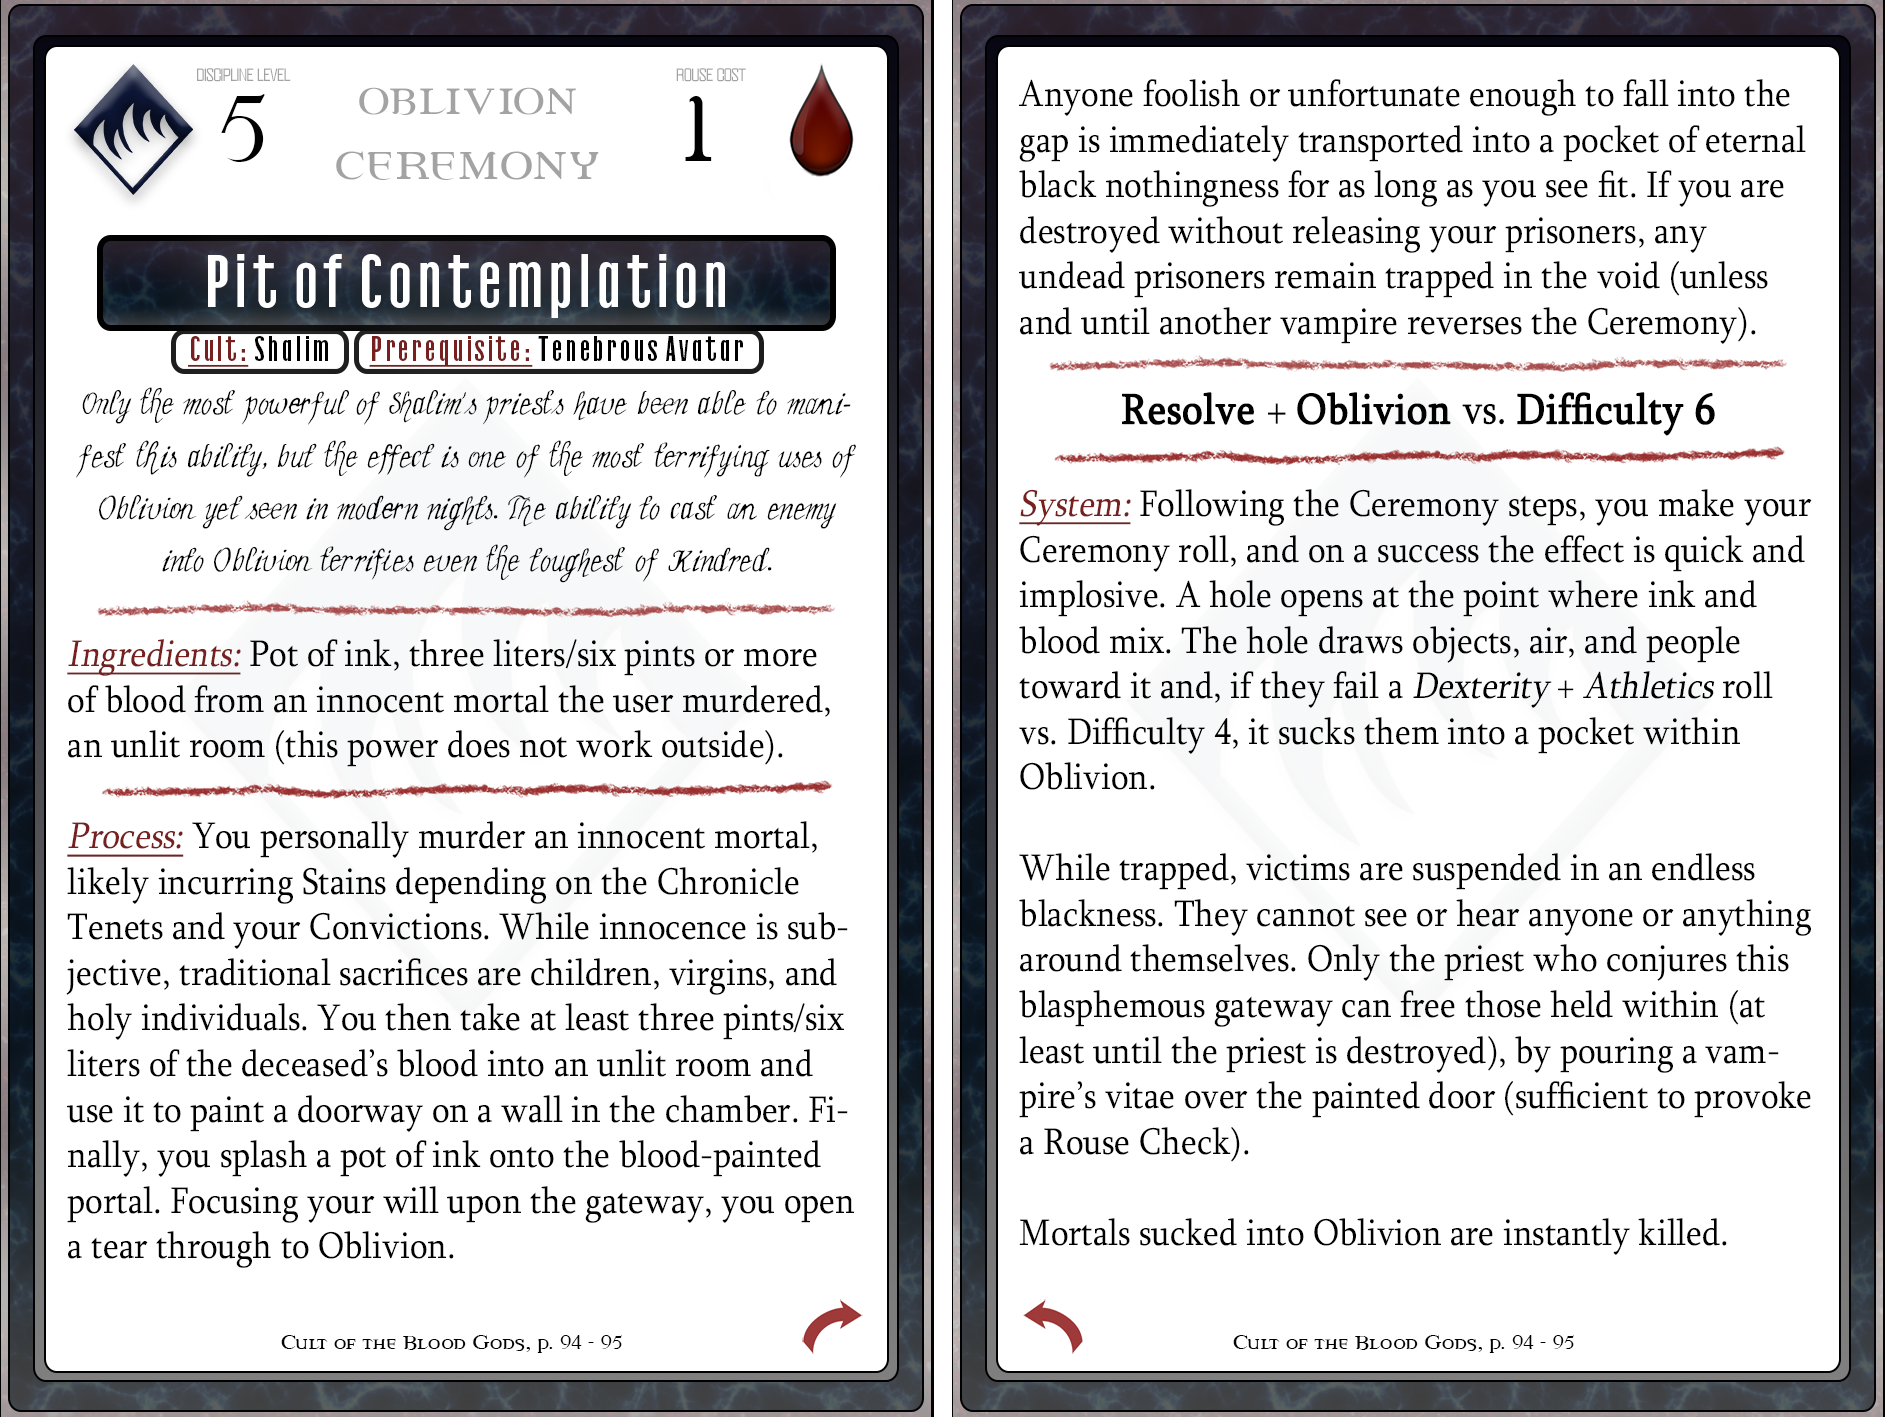 DISCIPLINE LEVEL
5
OBLIVION
CEREMONY
ROUSE COST
1
Pit of Contemplation
Cult: Shalim
Prerequisite: Tenebrous Avatar
Only the most powerful of Shalim's priests have been able to mani-
fest this ability, but the effect is one of the most terrifying uses of
Oblivion yet seen in modern nights. The ability to cast an enemy
into Oblivion terrifies even the toughest of Kindred.
Ingredients: Pot of ink, three liters/six pints or more
of blood from an innocent mortal the user murdered,
an unlit room (this power does not work outside).
Process: You personally murder an innocent mortal,
likely incurring Stains depending on the Chronicle
Tenets and your Convictions. While innocence is sub-
jective, traditional sacrifices are children, virgins, and
holy individuals. You then take at least three pints/six
liters of the deceased's blood into an unlit room and
use it to paint a doorway on a wall in the chamber. Fi-
nally, you splash a pot of ink onto the blood-painted
portal. Focusing your will upon the gateway, you open
a tear through to Oblivion.
Cult of the Blood Gods, p. 94 - 95
Anyone foolish or unfortunate enough to fall into the
gap is immediately transported into a pocket of eternal
black nothingness for as long as you see fit. If you are
destroyed without releasing your prisoners, any
undead prisoners remain trapped in the void (unless
and until another vampire reverses the Ceremony).
Resolve + Oblivion vs. Difficulty 6
System: Following the Ceremony steps, you make your
Ceremony roll, and on a success the effect is quick and
implosive. A hole opens at the point where ink and
blood mix. The hole draws objects, air, and people
toward it and, if they fail a Dexterity + Athletics roll
vs. Difficulty 4, it sucks them into a pocket within
Oblivion.
While trapped, victims are suspended in an endless
blackness. They cannot see or hear anyone or anything
around themselves. Only the priest who conjures this
blasphemous gateway can free those held within (at
least until the priest is destroyed), by pouring a vam-
pire's vitae over the painted door (sufficient to provoke
a Rouse Check).
Mortals sucked into Oblivion are instantly killed.
Cult of the Blood Gods, p. 94 - 95